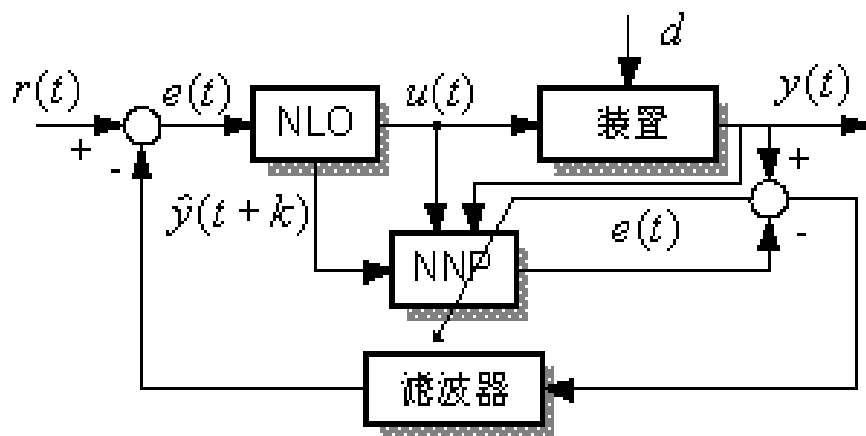 d
r(t)
e(t)
NLO
u(t)
装置
y(t)
+
-
+
ŷ(t + k)
NNP
e(t)
-
滤波器